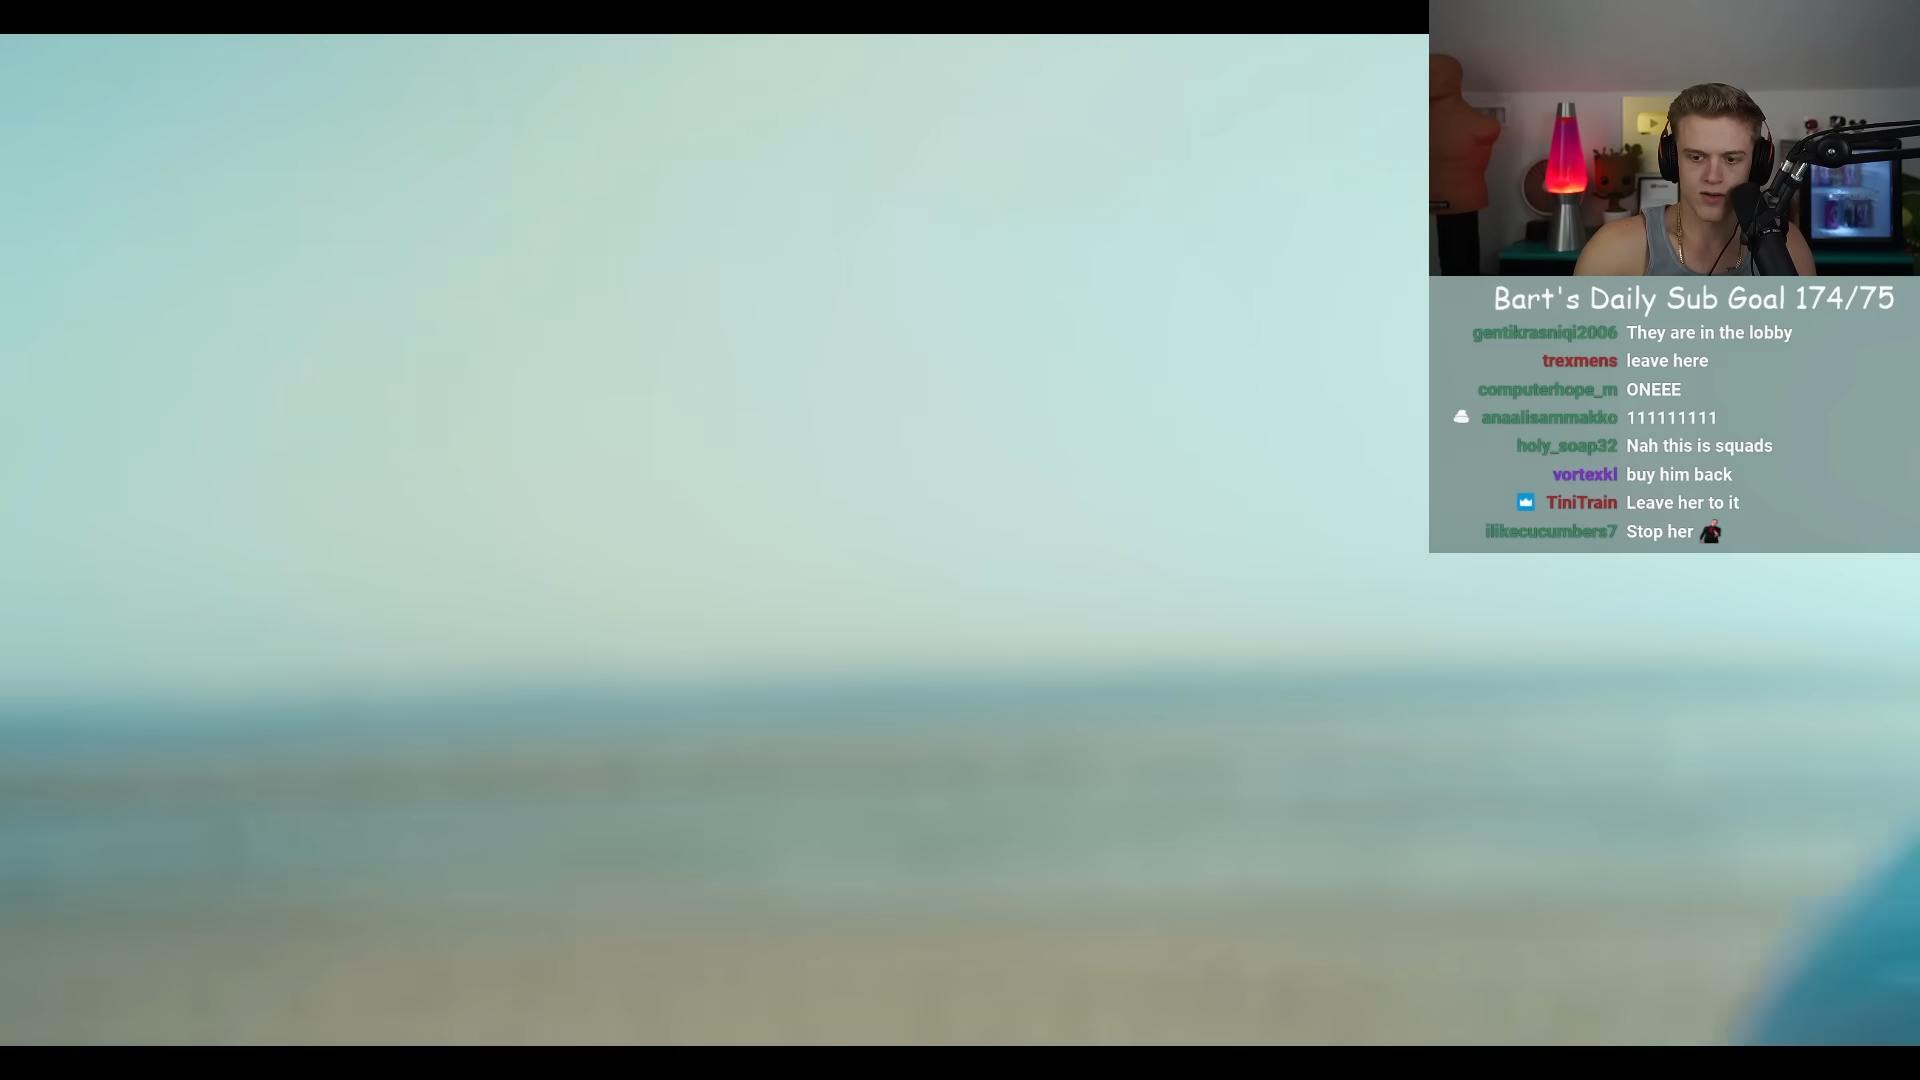 Bart's Daily Sub Goal 174/75
gentikrasniqi2006 They are in the lobby
trexmens leave here
computerhope_m ONEEE
anaalisammakko 111111111
holy_soap32 Nah this is squads
vortexkl buy him back
TiniTrain Leave her to it
ilikecucumbers7 Stop her